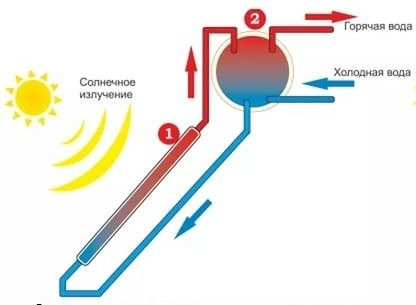 2
Горячая вода
Холодная вода
Солнечное
излучение
1